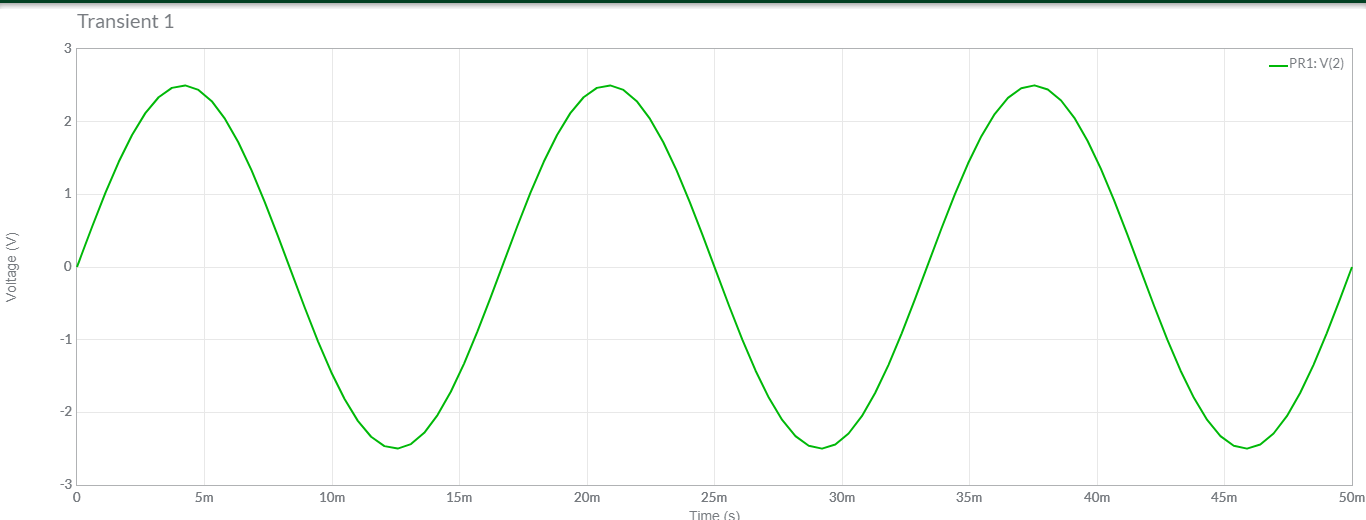 Transient 1
PR1: V(2)
Voltage (V)
3
2
1
0
-1
-2
-3
0 5m 10m 15m 20m 25m 30m 35m 40m 45m 50m
Time (s)